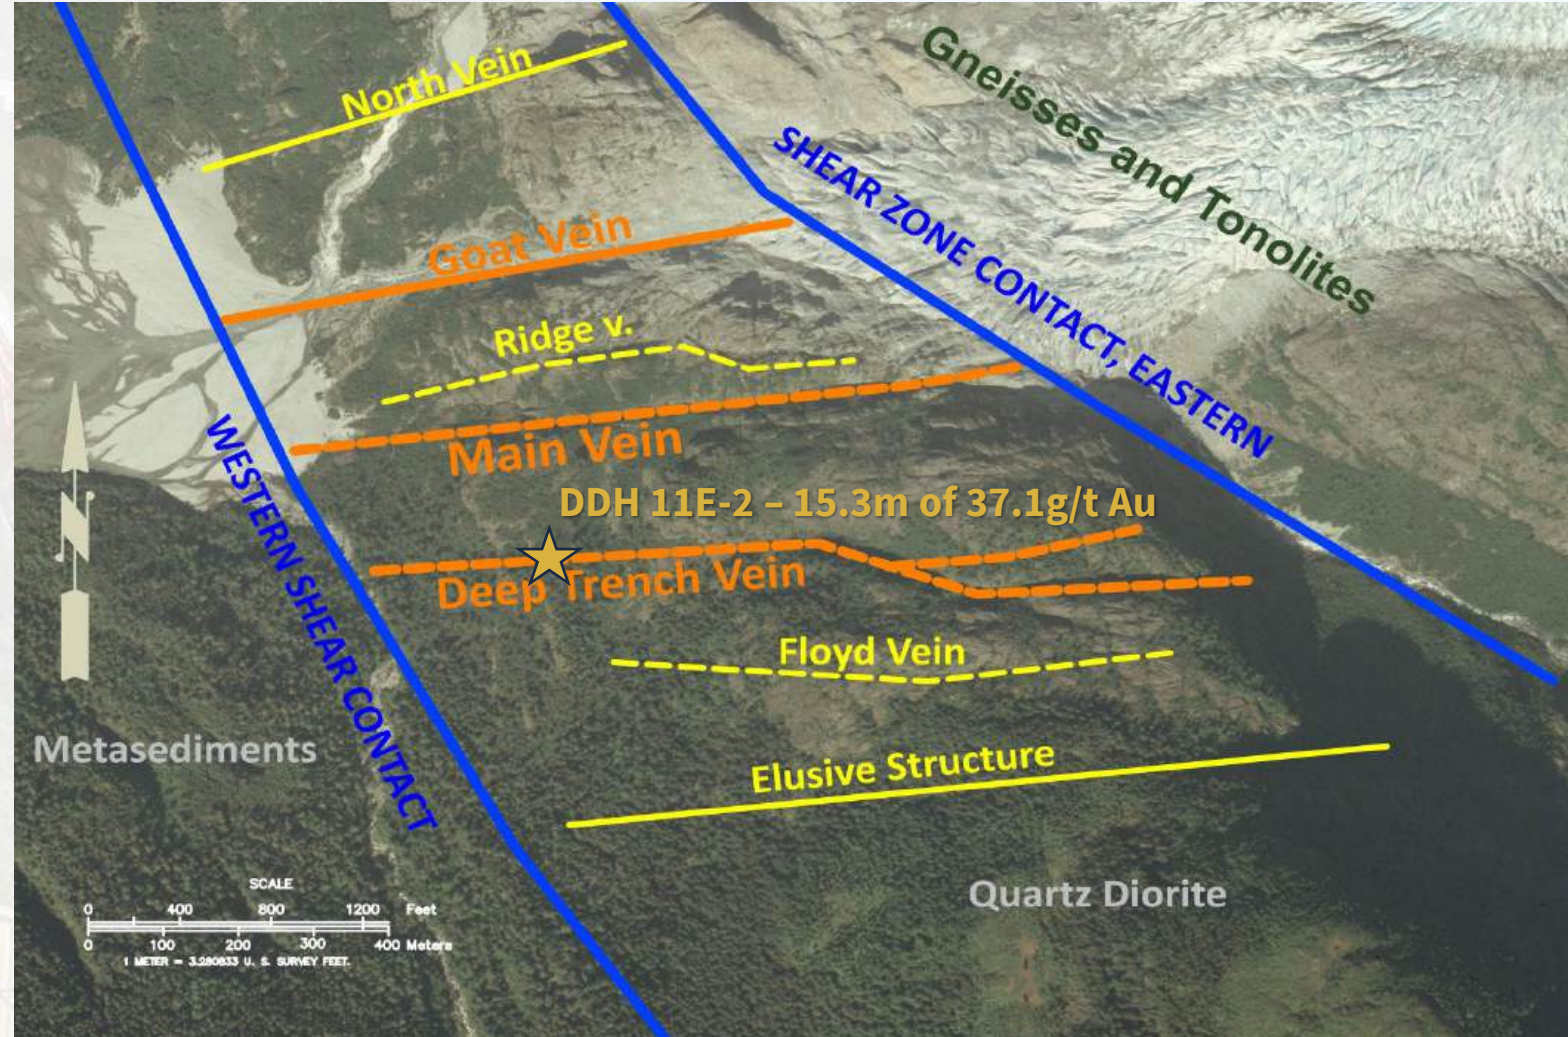 North Vein
Gneisses and Tonolites
SHEAR ZONE CONTACT, EASTERN
Goat Vein
Ridge v.
Main Vein
WESTERN SHEAR CONTACT
N
DDH 11E-2 – 15.3m of 37.1g/t Au
Deep Trench Vein
Floyd Vein
Metasediments
Elusive Structure
Quartz Diorite
SCALE
0 400 800 1200 Feet
0 100 200 300 400 Meters
1 METER = 3.280833 U. S. SURVEY FEET.